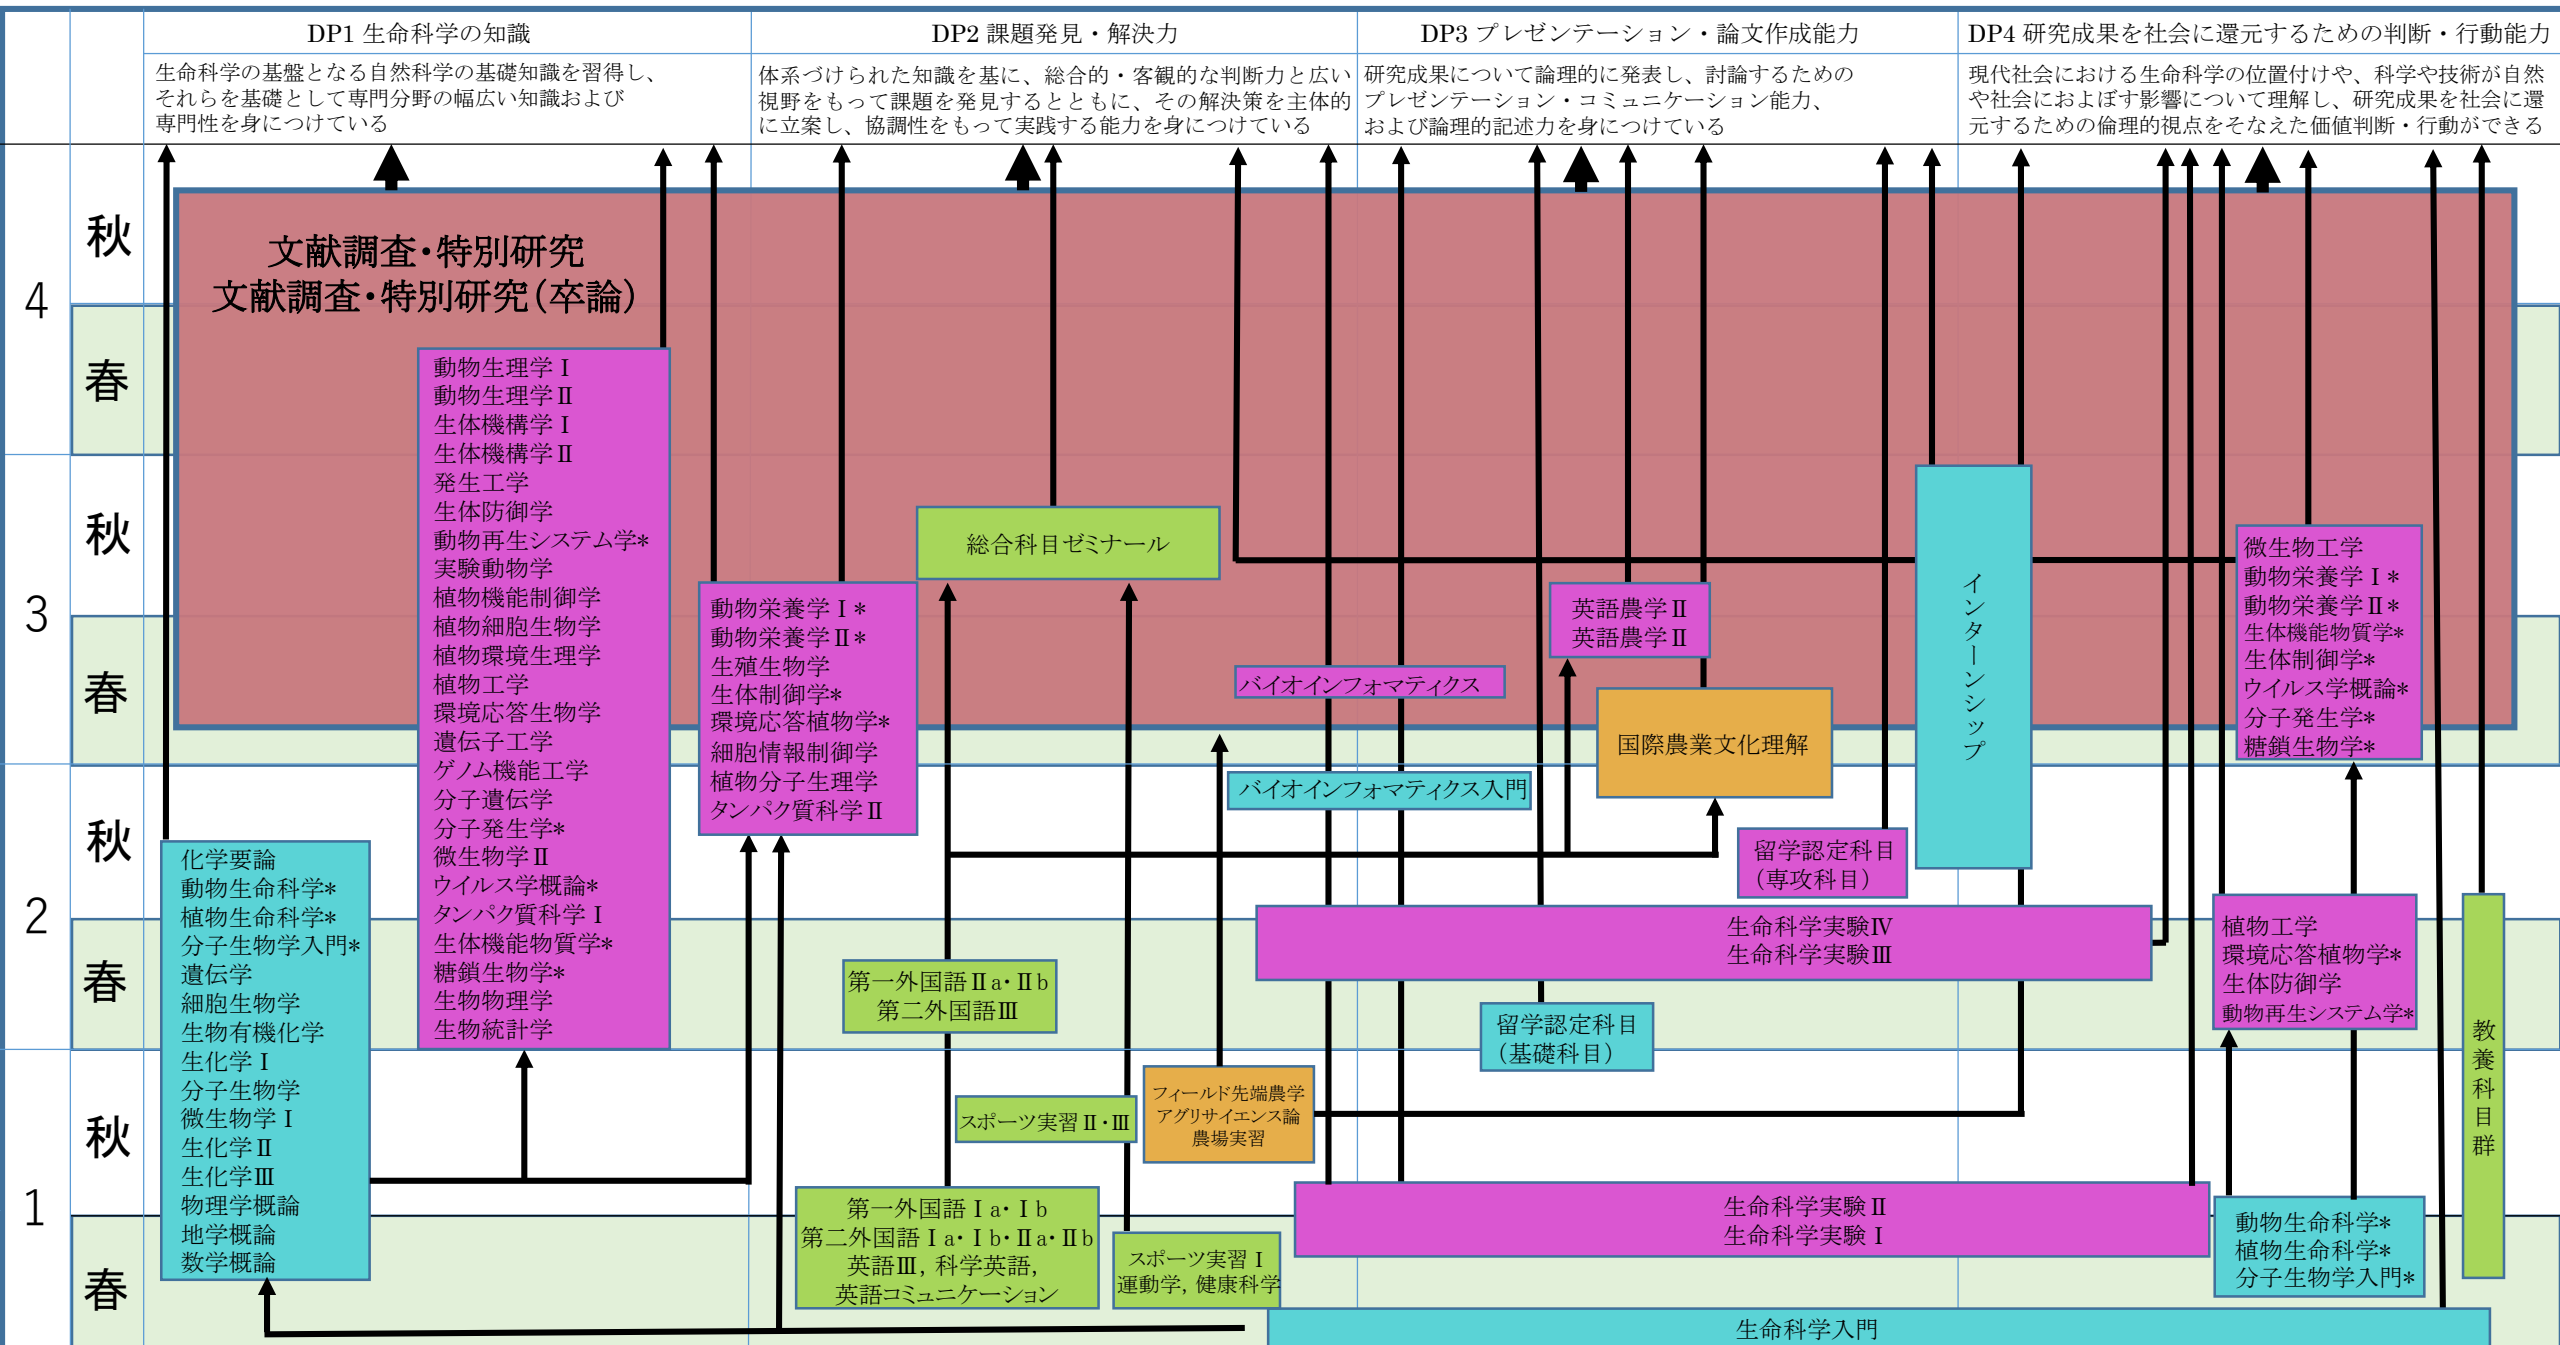 DP1 生命科学の知識
DP2 課題発見・解決力
DP3 プレゼンテーション・論文作成能力
DP4 研究成果を社会に還元するための判断・行動能力
生命科学の基盤となる自然科学の基礎知識を習得し、
それらを基礎として専門分野の幅広い知識および
専門性を身につけている
体系づけられた知識を基に、総合的・客観的な判断力と広い
視野をもって課題を発見するとともに、その解決策を主体的
に立案し、協調性をもって実践する能力を身につけている
研究成果について論理的に発表し、討論するための
プレゼンテーション・コミュニケーション能力、
および論理的記述力を身につけている
現代社会における生命科学の位置付けや、科学や技術が自然
や社会におよぼす影響について理解し、研究成果を社会に還
元するための倫理的視点をそなえた価値判断・行動ができる
4
秋
春
3
秋
春
2
秋
春
1
秋
春
文献調査・特別研究
文献調査・特別研究(卒論)
動物生理学Ⅰ
動物生理学Ⅱ
生体機構学Ⅰ
生体機構学Ⅱ
発生工学
生体防御学
動物再生システム学*
実験動物学
植物機能制御学
植物細胞生物学
植物環境生理学
植物工学
環境応答生物学
遺伝子工学
ゲノム機能工学
分子遺伝学
分子発生学*
微生物学Ⅱ
ウイルス学概論*
タンパク質科学Ⅰ
生体機能物質学*
糖鎖生物学*
生物物理学
生物統計学
動物栄養学Ⅰ*
動物栄養学Ⅱ*
生殖生物学
生体制御学*
環境応答植物学*
細胞情報制御学
植物分子生理学
タンパク質科学Ⅱ
総合科目ゼミナール
英語農学Ⅱ
英語農学Ⅱ
バイオインフォマティクス
国際農業文化理解
バイオインフォマティクス入門
インターンシップ
微生物工学
動物栄養学Ⅰ*
動物栄養学Ⅱ*
生体機能物質学*
生体制御学*
ウイルス学概論*
分子発生学*
糖鎖生物学*
留学認定科目
(専攻科目)
化学要論
動物生命科学*
植物生命科学*
分子生物学入門*
遺伝学
細胞生物学
生物有機化学
生化学Ⅰ
分子生物学
微生物学Ⅰ
生化学Ⅱ
生化学Ⅲ
物理学概論
地学概論
数学概論
生命科学実験Ⅳ
生命科学実験Ⅲ
植物工学
環境応答植物学*
生体防御学
動物再生システム学*
教養科目群
第一外国語Ⅱa・Ⅱb
第二外国語Ⅲ
留学認定科目
(基礎科目)
フィールド先端農学
アグリサイエンス論
農場実習
スポーツ実習Ⅱ・Ⅲ
第一外国語Ⅰa・Ⅰb
第二外国語Ⅰa・Ⅰb・Ⅱa・Ⅱb
英語Ⅲ, 科学英語,
英語コミュニケーション
スポーツ実習Ⅰ
運動学, 健康科学
生命科学実験Ⅱ
生命科学実験Ⅰ
動物生命科学*
植物生命科学*
分子生物学入門*
生命科学入門